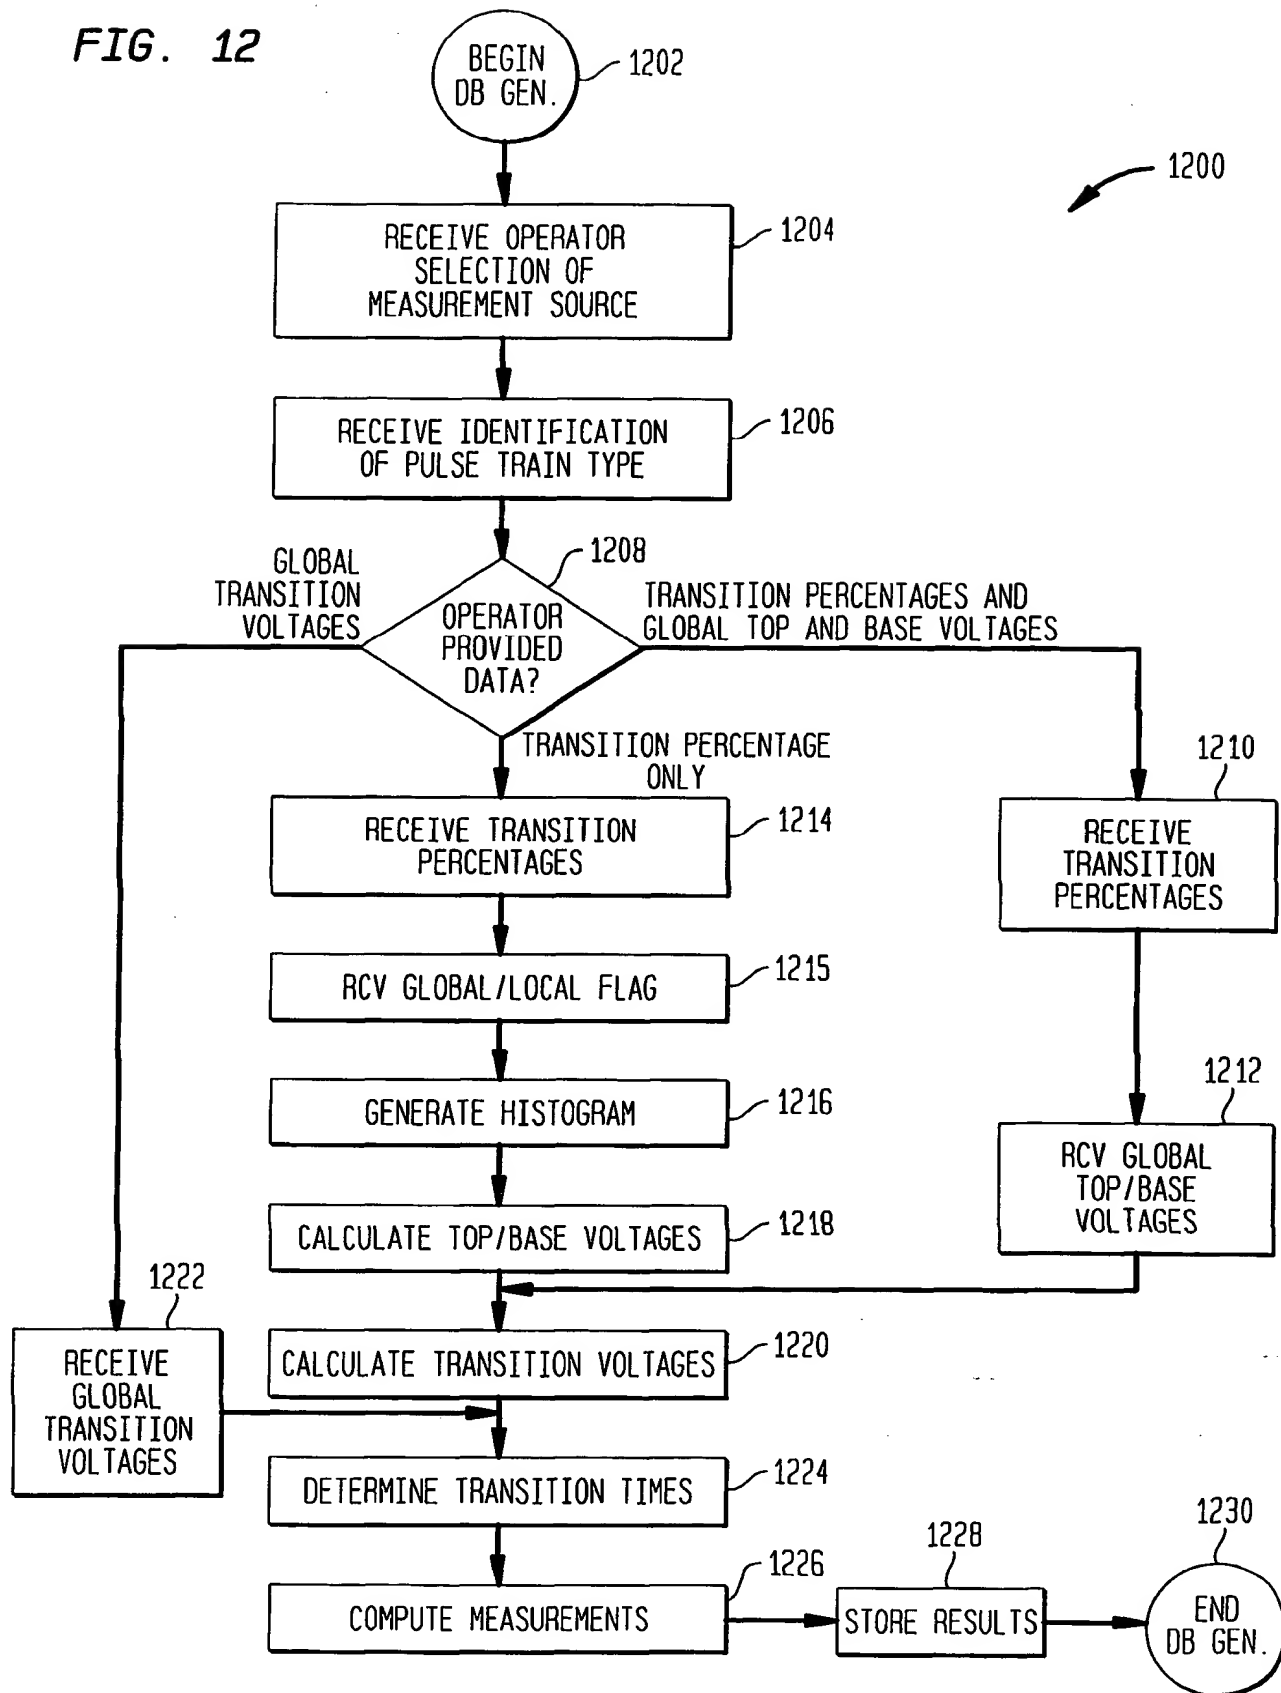 FIG. 12
BEGIN
DB GEN.
1202
1200
RECEIVE OPERATOR
SELECTION OF
MEASUREMENT SOURCE
1204
RECEIVE IDENTIFICATION
OF PULSE TRAIN TYPE
1206
1208
GLOBAL
TRANSITION
VOLTAGES
OPERATOR
PROVIDED
DATA?
TRANSITION PERCENTAGES AND
GLOBAL TOP AND BASE VOLTAGES
TRANSITION PERCENTAGE
ONLY
1210
RECEIVE
TRANSITION
PERCENTAGES
RECEIVE TRANSITION
PERCENTAGES
1214
RCV GLOBAL/LOCAL FLAG
1215
GENERATE HISTOGRAM
1216
1212
RCV GLOBAL
TOP/BASE
VOLTAGES
CALCULATE TOP/BASE VOLTAGES
1218
1222
RECEIVE
GLOBAL
TRANSITION
VOLTAGES
CALCULATE TRANSITION VOLTAGES
1220
DETERMINE TRANSITION TIMES
1224
COMPUTE MEASUREMENTS
1226
STORE RESULTS
1228
1230
END
DB GEN.